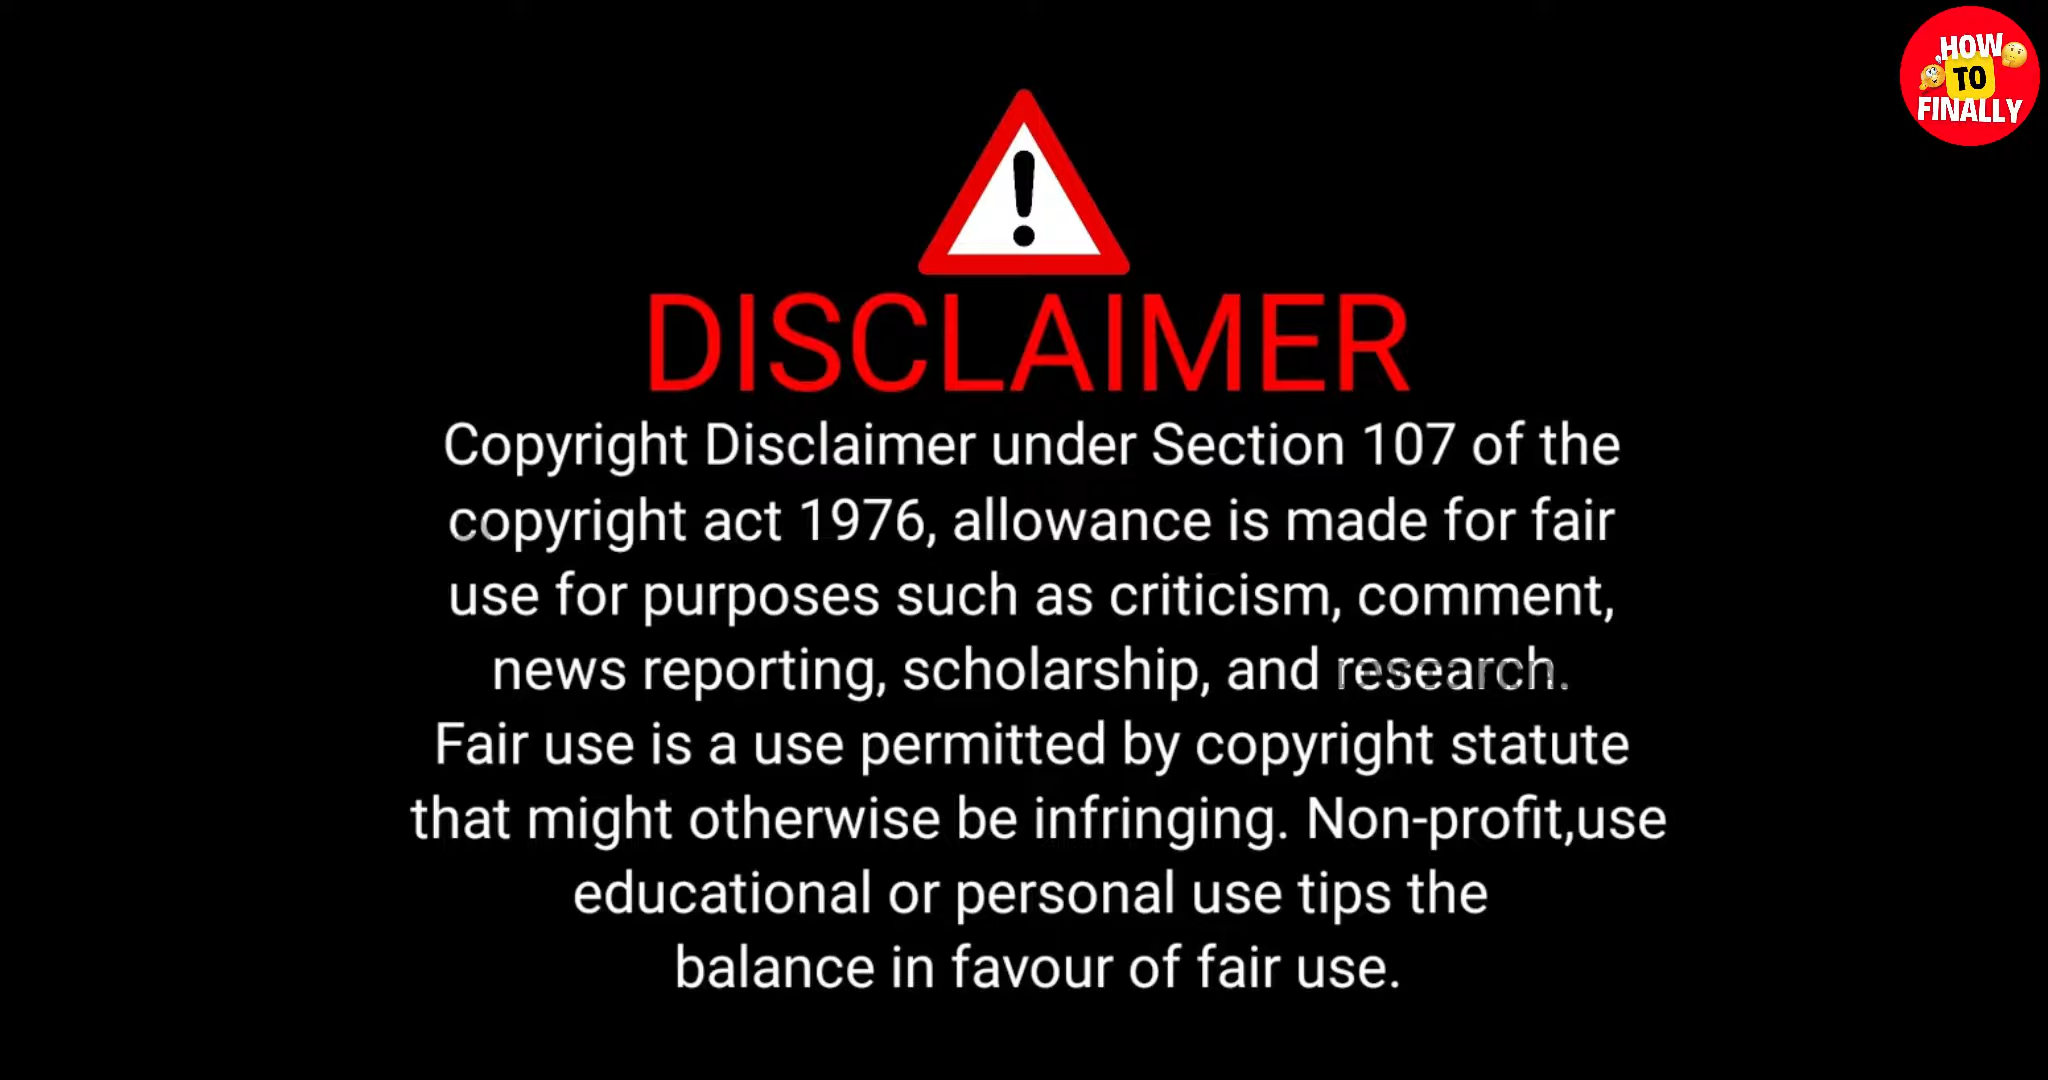 HOW
TO
FINALLY
DISCLAIMER
Copyright Disclaimer under Section 107 of the
copyright act 1976, allowance is made for fair
use for purposes such as criticism, comment,
news reporting, scholarship, and research.
Fair use is a use permitted by copyright statute
that might otherwise be infringing. Non-profit,use
educational or personal use tips the
balance in favour of fair use.